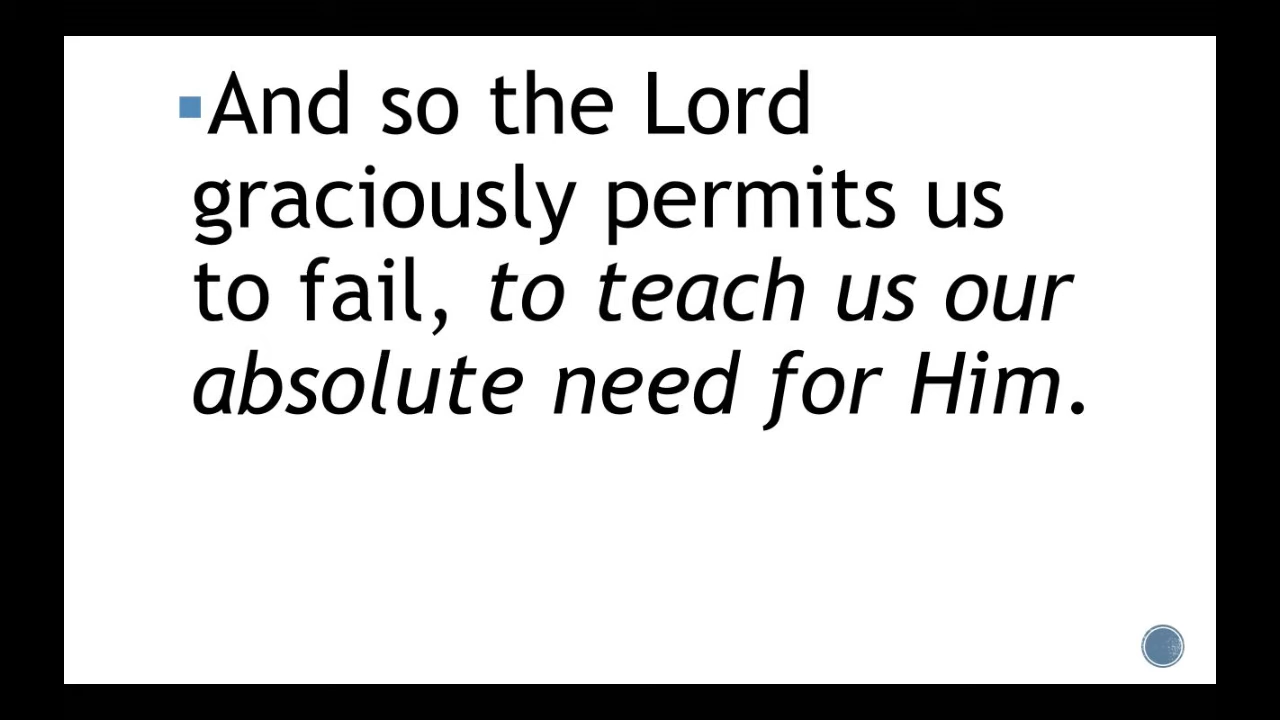 ▪And so the Lord
graciously permits us
to fail, to teach us our
absolute need for Him.